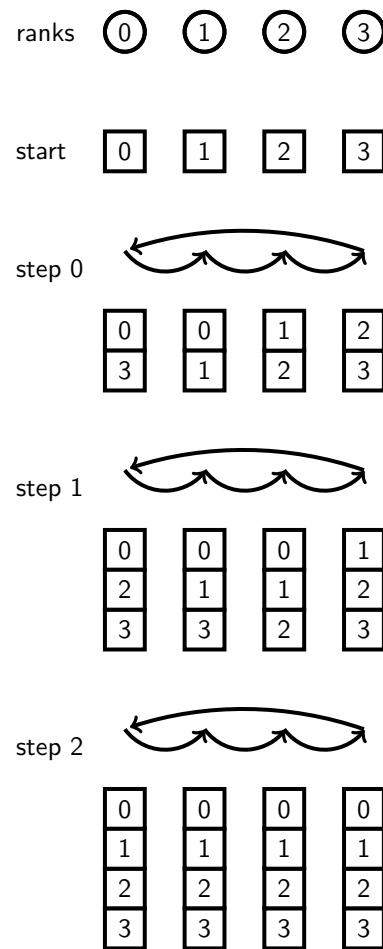 ranks 0 1 2 3
start 0 1 2 3
step 0
0 0 1 2
3 1 2 3
step 1
0 0 0 1
2 1 1 2
3 3 2 3
step 2
0 0 0 0
1 1 1 1
2 2 2 2
3 3 3 3